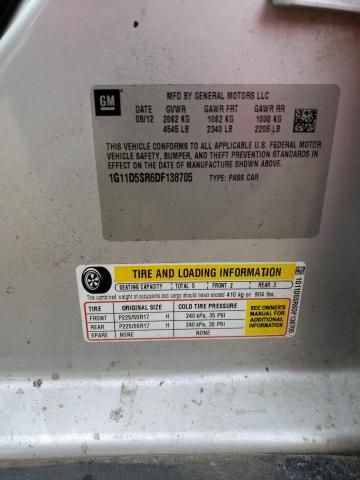 GM
MFD BY GENERAL MOTORS LLC
DATE GVWR GAWR FRT GAWR RR
08/12 2062 KG 1062 KG 1000 KG
4545 LB 2340 LB 2205 LB
THIS VEHICLE CONFORMS TO ALL APPLICABLE U.S. FEDERAL MOTOR
VEHICLE SAFETY, BUMPER, AND THEFT PREVENTION STANDARDS
IN EFFECT ON THE DATE OF MANUFACTURE SHOWN ABOVE.
1G11D5SR6DF138705 TYPE: PASS CAR
TIRE AND LOADING INFORMATION
SEATING CAPACITY TOTAL 5 FRONT 2 REAR 3
The combined weight of occupants and cargo should never exceed 410 kg or 904 lbs.
TIRE ORIGINAL SIZE COLD TIRE PRESSURE
FRONT P225/55R17 H 240 kPa, 35 PSI
REAR P225/55R17 H 240 kPa, 35 PSI
SPARE NONE NONE
SEE OWNER'S
MANUAL FOR
ADDITIONAL
INFORMATION
1G11D5SR6DF138705